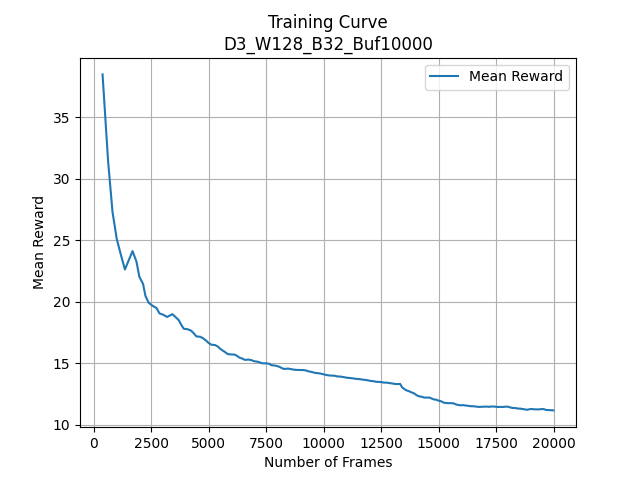 Training Curve
D3_W128_B32_Buf10000
Mean Reward
Mean Reward
35
30
25
20
15
10
0 2500 5000 7500 10000 12500 15000 17500 20000
Number of Frames